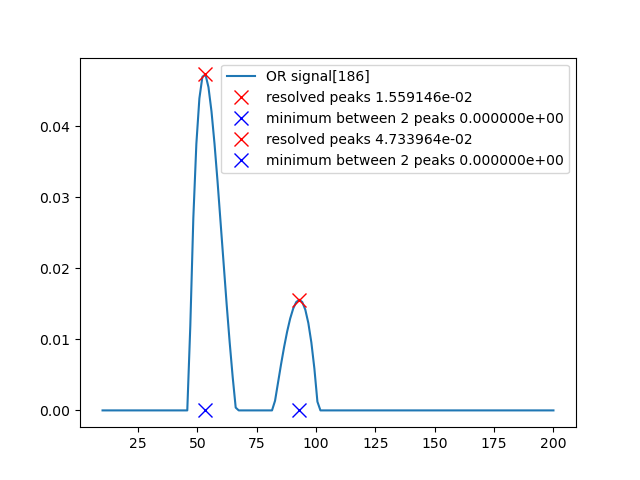 OR signal[186]
resolved peaks 1.559146e-02
minimum between 2 peaks 0.000000e+00
resolved peaks 4.733964e-02
minimum between 2 peaks 0.000000e+00
0.04
0.03
0.02
0.01
0.00
25 50 75 100 125 150 175 200